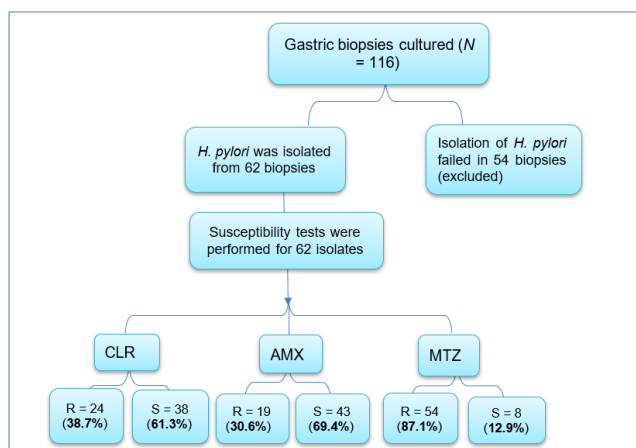 Gastric biopsies cultured (N
= 116)
H. pylori was isolated
from 62 biopsies
Isolation of H. pylori
failed in 54 biopsies
(excluded)
Susceptibility tests were
performed for 62 isolates
CLR
AMX
MTZ
R = 24
(38.7%)
S = 38
(61.3%)
R = 19
(30.6%)
S = 43
(69.4%)
R = 54
(87.1%)
S = 8
(12.9%)